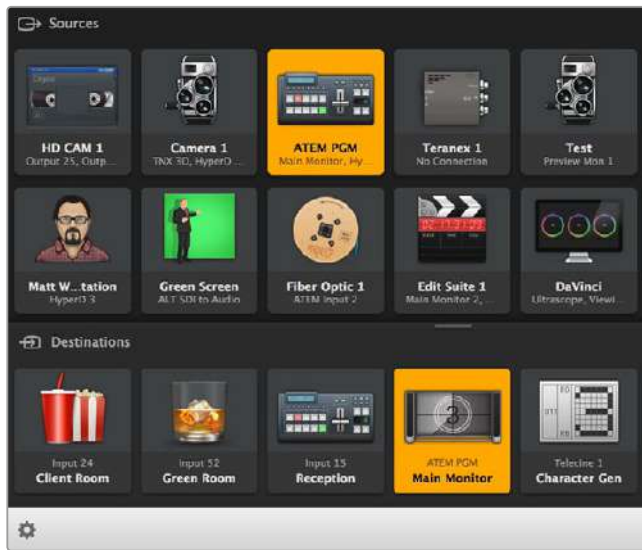 Sources
HD CAM 1
Output 25, Outp...
Camera 1
TNX 3D, HyperD ...
ATEM PGM
Main Monitor, Hy...
Teranex 1
No Connection
Test
Preview Mon 1
Matt W...tation
HyperD 3
Green Screen
ALT SDI to Audio
Fiber Optic 1
ATEM Input 2
Edit Suite 1
Main Monitor 2, ...
DaVinci
Ultrascope, Viewi...
Destinations
Input 24
Client Room
Input 52
Green Room
Input 15
Reception
3
ATEM PGM
Main Monitor
Telecine 1
Character Gen